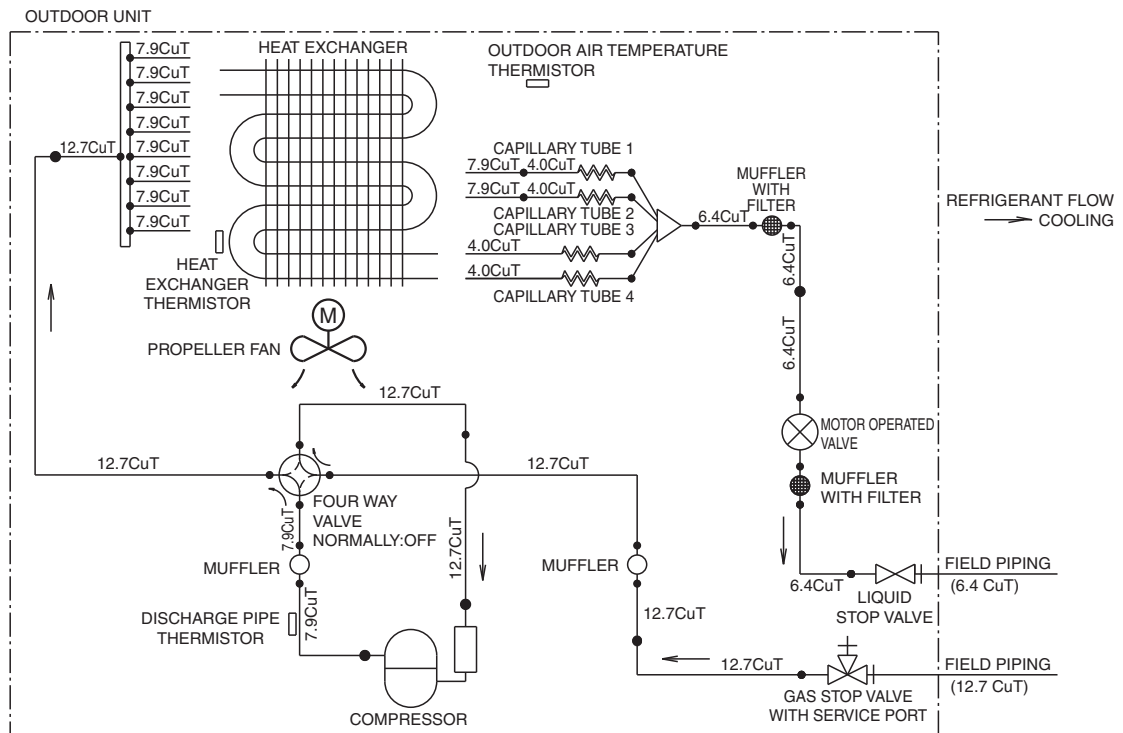 OUTDOOR UNIT
7.9CuT
7.9CuT
7.9CuT
7.9CuT
7.9CuT
7.9CuT
7.9CuT
7.9CuT
12.7CuT
HEAT EXCHANGER
OUTDOOR AIR TEMPERATURE
THERMISTOR
HEAT
EXCHANGER
THERMISTOR
CAPILLARY TUBE 1
7.9CuT
4.0CuT
7.9CuT
4.0CuT
CAPILLARY TUBE 2
CAPILLARY TUBE 3
4.0CuT
4.0CuT
CAPILLARY TUBE 4
6.4CuT
MUFFLER
WITH
FILTER
6.4CuT
6.4CuT
REFRIGERANT FLOW
COOLING
M
PROPELLER FAN
12.7CuT
12.7CuT
12.7CuT
FOUR WAY
VALVE
NORMALLY:OFF
7.9CuT
MUFFLER
12.7CuT
DISCHARGE PIPE
THERMISTOR
7.9CuT
COMPRESSOR
MUFFLER
12.7CuT
MOTOR OPERATED
VALVE
MUFFLER
WITH FILTER
6.4CuT
LIQUID
STOP VALVE
FIELD PIPING
(6.4 CuT)
12.7CuT
GAS STOP VALVE
WITH SERVICE PORT
FIELD PIPING
(12.7 CuT)